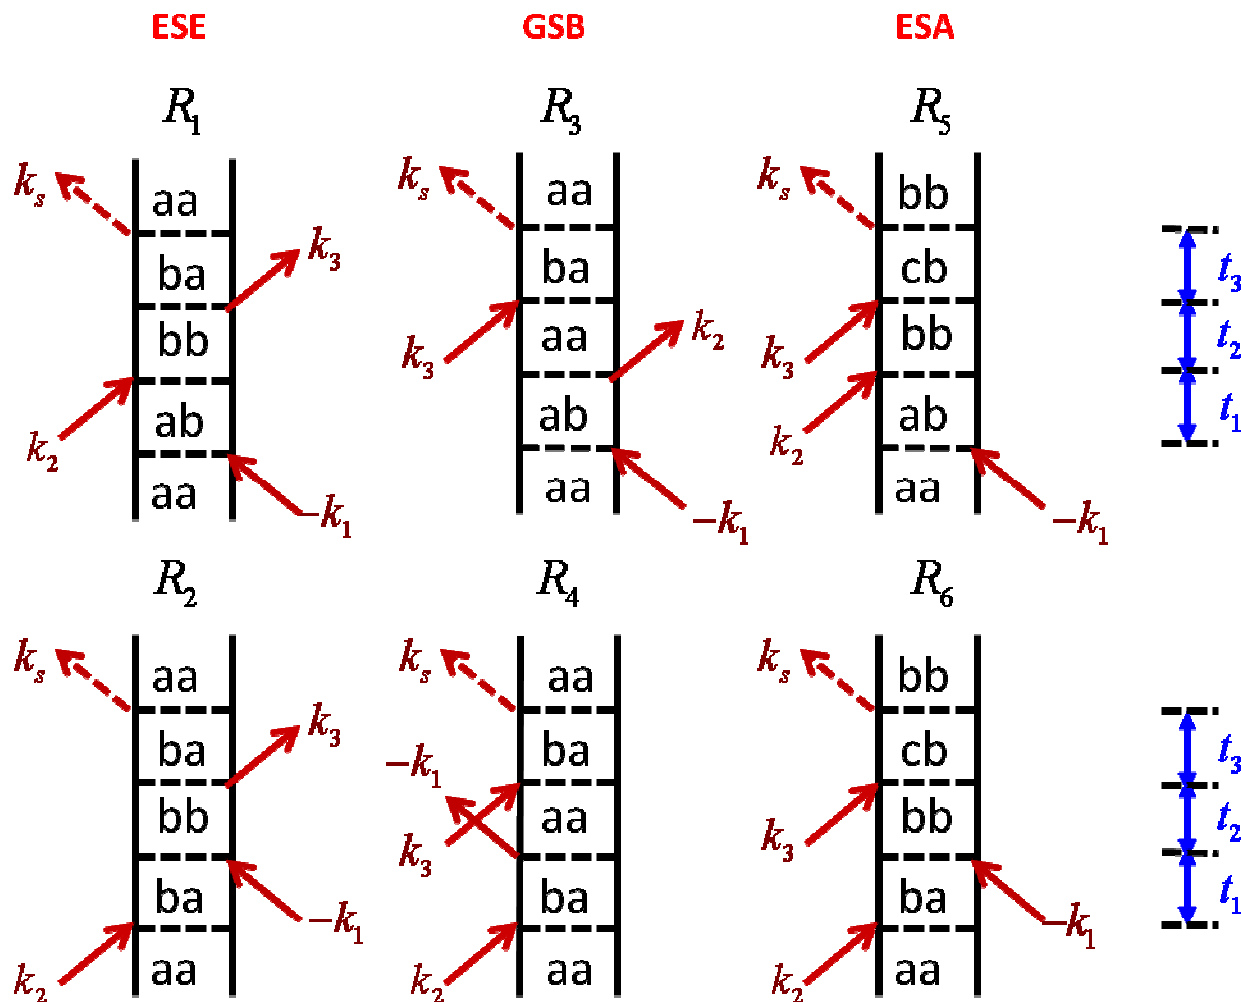 ESE GSB ESA
R₁ R₃ R₅
kₛ aa kₛ aa kₛ bb
k₃
ba ba cb t₃
bb k₃ aa k₂ k₃ bb t₂
k₂ ab ab k₂ ab t₁
aa −k₁ aa −k₁ aa −k₁
R₂ R₄ R₆
kₛ aa kₛ aa kₛ bb
k₃
ba −k₁ ba cb t₃
bb k₃ aa k₃ bb t₂
ba −k₁ ba ba −k₁ t₁
k₂ aa k₂ aa k₂ aa